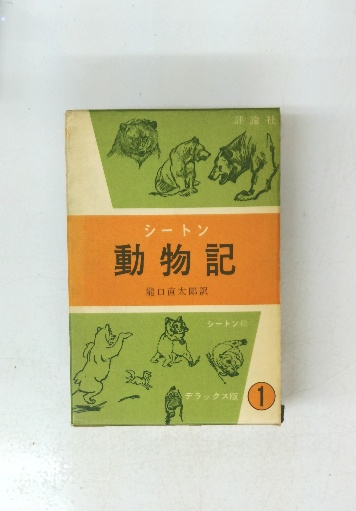 評論社
シートン
動物記
龍口直太郎訳
シートン絵
デラックス版
1